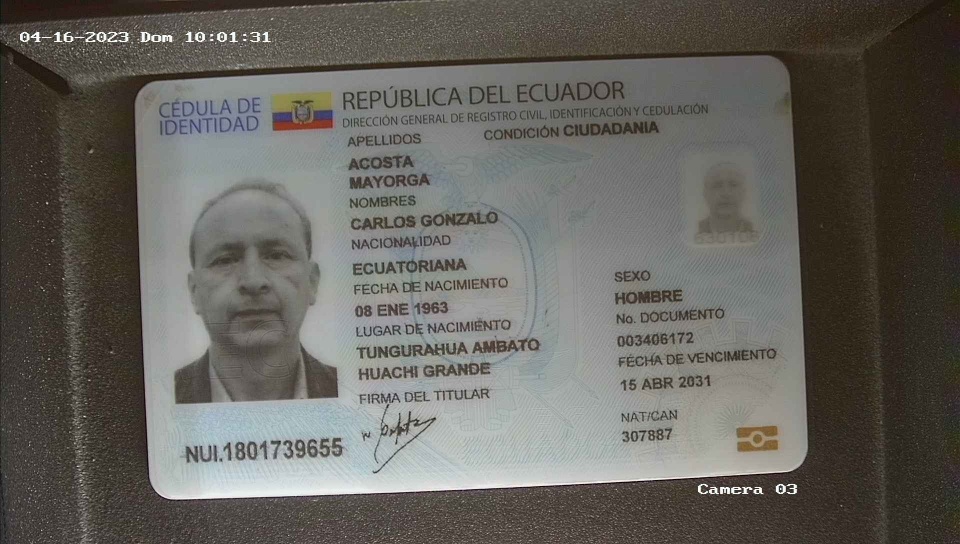 04-16-2023 Dom 10:01:31
CÉDULA DE
IDENTIDAD
REPÚBLICA DEL ECUADOR
DIRECCIÓN GENERAL DE REGISTRO CIVIL, IDENTIFICACIÓN Y CEDULACIÓN
APELLIDOS
CONDICIÓN CIUDADANIA
ACOSTA
MAYORGA
NOMBRES
CARLOS GONZALO
NACIONALIDAD
ECUATORIANA
FECHA DE NACIMIENTO
08 ENE 1963
LUGAR DE NACIMIENTO
TUNGURAHUA AMBATO
HUACHI GRANDE
FIRMA DEL TITULAR
SEXO
HOMBRE
No. DOCUMENTO
003406172
FECHA DE VENCIMIENTO
15 ABR 2031
NAT/CAN
307887
NUI.1801739655
Camera 03